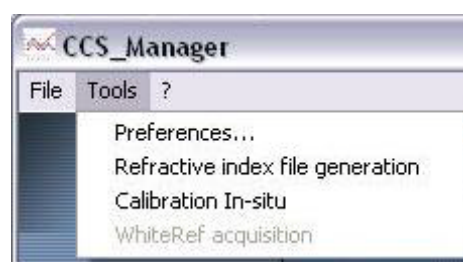 CCS_Manager
File Tools ?
Preferences...
Refractive index file generation
Calibration In-situ
WhiteRef acquisition